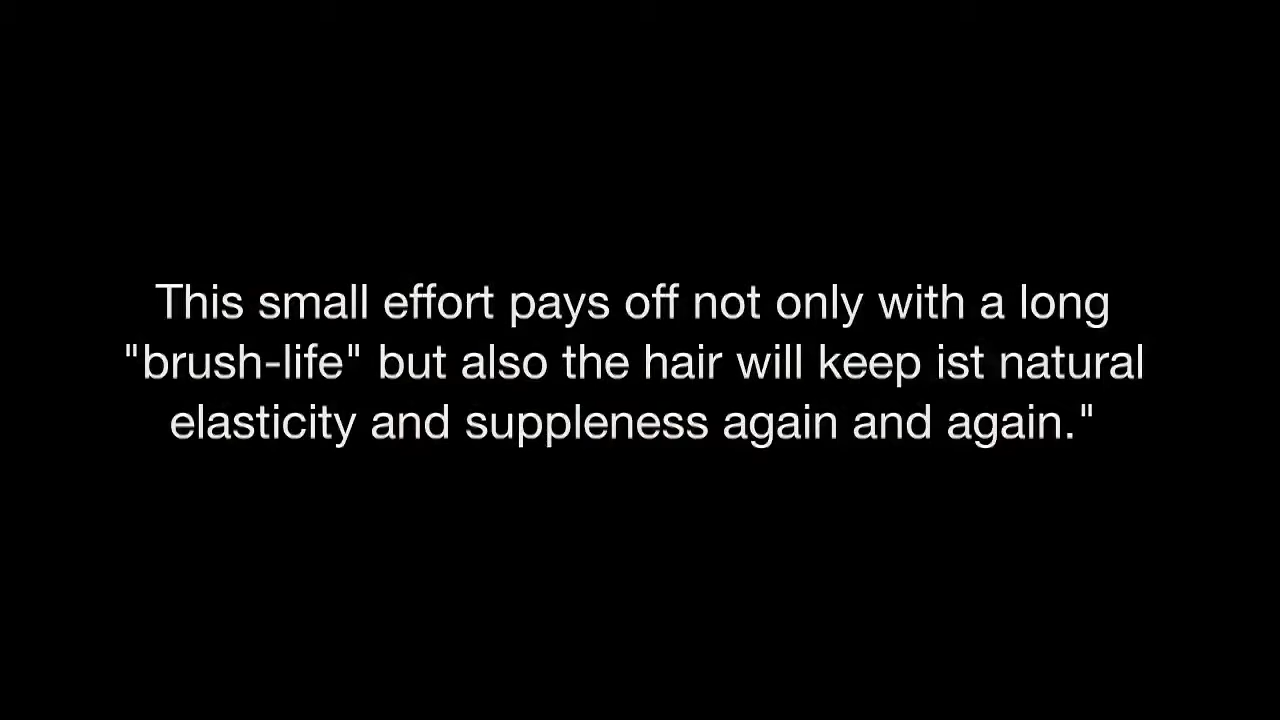 This small effort pays off not only with a long
"brush-life" but also the hair will keep ist natural
elasticity and suppleness again and again."